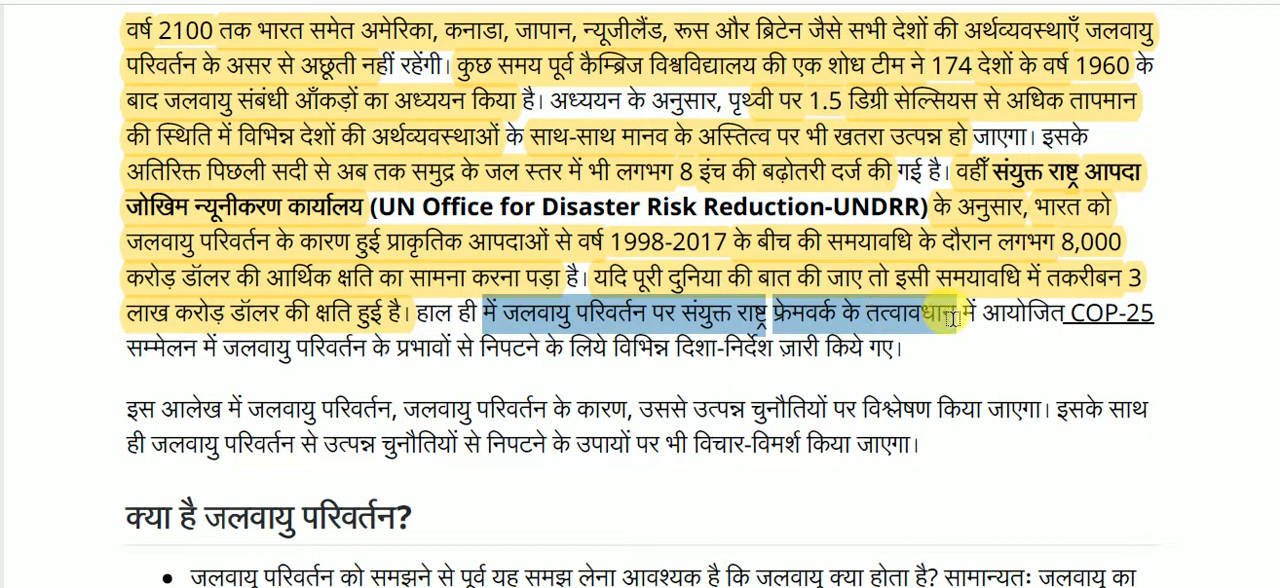 वर्ष 2100 तक भारत समेत अमेरिका, कनाडा, जापान, न्यूजीलैंड, रूस और ब्रिटेन जैसे सभी देशों की अर्थव्यवस्थाएँ जलवायु
परिवर्तन के असर से अछूती नहीं रहेंगी। कुछ समय पूर्व कैम्ब्रिज विश्वविद्यालय की एक शोध टीम ने 174 देशों के वर्ष 1960 के
बाद जलवायु संबंधी आँकड़ों का अध्ययन किया है। अध्ययन के अनुसार, पृथ्वी पर 1.5 डिग्री सेल्सियस से अधिक तापमान
की स्थिति में विभिन्न देशों की अर्थव्यवस्थाओं के साथ-साथ मानव के अस्तित्व पर भी खतरा उत्पन्न हो जाएगा। इसके
अतिरिक्त पिछली सदी से अब तक समुद्र के जल स्तर में भी लगभग 8 इंच की बढ़ोतरी दर्ज की गई है। वहीँ संयुक्त राष्ट्र आपदा
जोखिम न्यूनीकरण कार्यालय (UN Office for Disaster Risk Reduction-UNDRR) के अनुसार, भारत को
जलवायु परिवर्तन के कारण हुई प्राकृतिक आपदाओं से वर्ष 1998-2017 के बीच की समयावधि के दौरान लगभग 8,000
करोड़ डॉलर की आर्थिक क्षति का सामना करना पड़ा है। यदि पूरी दुनिया की बात की जाए तो इसी समयावधि में तकरीबन 3
लाख करोड़ डॉलर की क्षति हुई है। हाल ही में जलवायु परिवर्तन पर संयुक्त राष्ट्र फ्रेमवर्क के तत्वावधान में आयोजित COP-25
सम्मेलन में जलवायु परिवर्तन के प्रभावों से निपटने के लिये विभिन्न दिशा-निर्देश ज़ारी किये गए।
इस आलेख में जलवायु परिवर्तन, जलवायु परिवर्तन के कारण, उससे उत्पन्न चुनौतियों पर विश्लेषण किया जाएगा। इसके साथ
ही जलवायु परिवर्तन से उत्पन्न चुनौतियों से निपटने के उपायों पर भी विचार-विमर्श किया जाएगा।
क्या है जलवायु परिवर्तन?
• जलवायु परिवर्तन को समझने से पूर्व यह समझ लेना आवश्यक है कि जलवायु क्या होता है? सामान्यतः जलवायु का